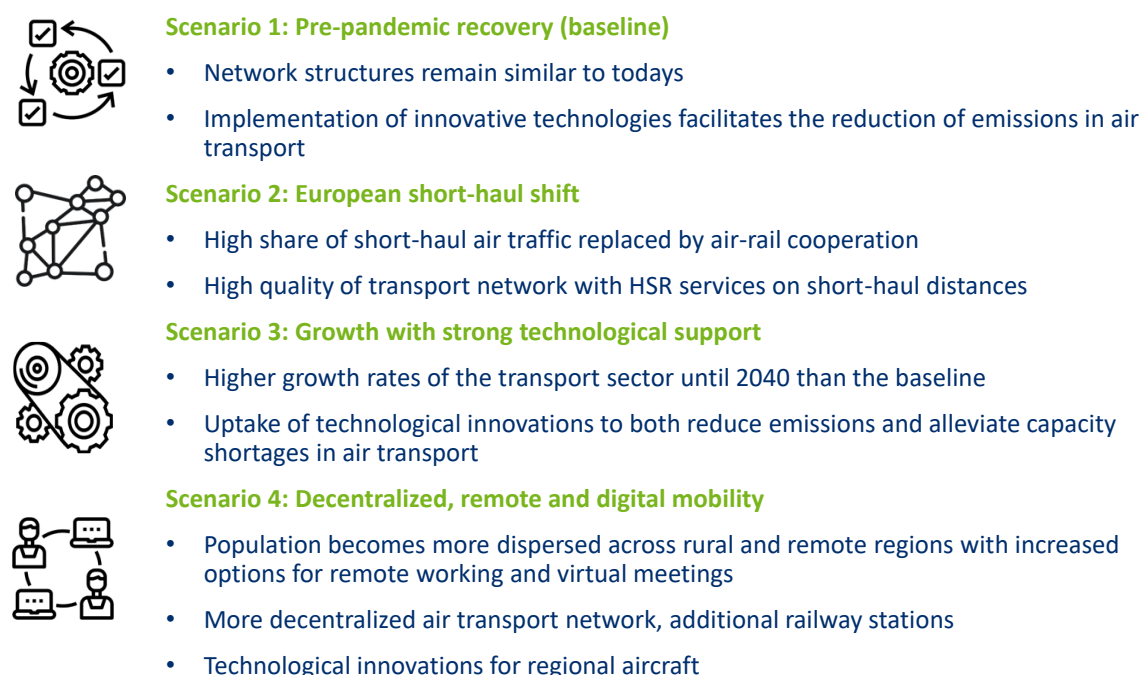 Scenario 1: Pre-pandemic recovery (baseline)
• Network structures remain similar to todays
• Implementation of innovative technologies facilitates the reduction of emissions in air
transport
Scenario 2: European short-haul shift
• High share of short-haul air traffic replaced by air-rail cooperation
• High quality of transport network with HSR services on short-haul distances
Scenario 3: Growth with strong technological support
• Higher growth rates of the transport sector until 2040 than the baseline
• Uptake of technological innovations to both reduce emissions and alleviate capacity
shortages in air transport
Scenario 4: Decentralized, remote and digital mobility
• Population becomes more dispersed across rural and remote regions with increased
options for remote working and virtual meetings
• More decentralized air transport network, additional railway stations
• Technological innovations for regional aircraft